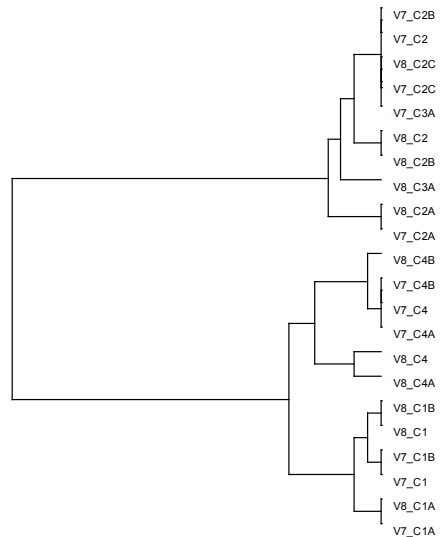 V7_C2B
V7_C2
V8_C2C
V7_C2C
V7_C3A
V8_C2
V8_C2B
V8_C3A
V8_C2A
V7_C2A
V8_C4B
V7_C4B
V7_C4
V7_C4A
V8_C4
V8_C4A
V8_C1B
V8_C1
V7_C1B
V7_C1
V8_C1A
V7_C1A